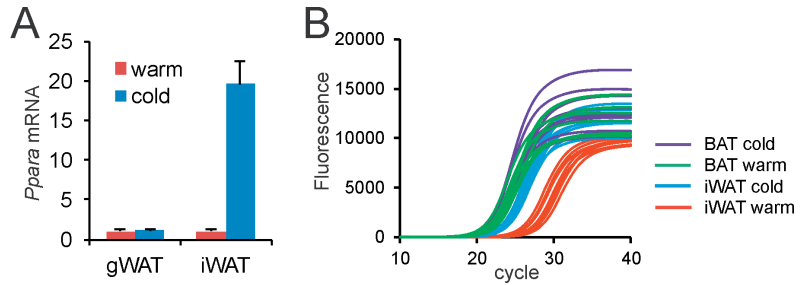 A
Ppara mRNA
25
20
15
10
5
0
warm
cold
gWAT
iWAT
B
Fluorescence
20000
15000
10000
5000
0
10
20
30
40
cycle
BAT cold
BAT warm
iWAT cold
iWAT warm